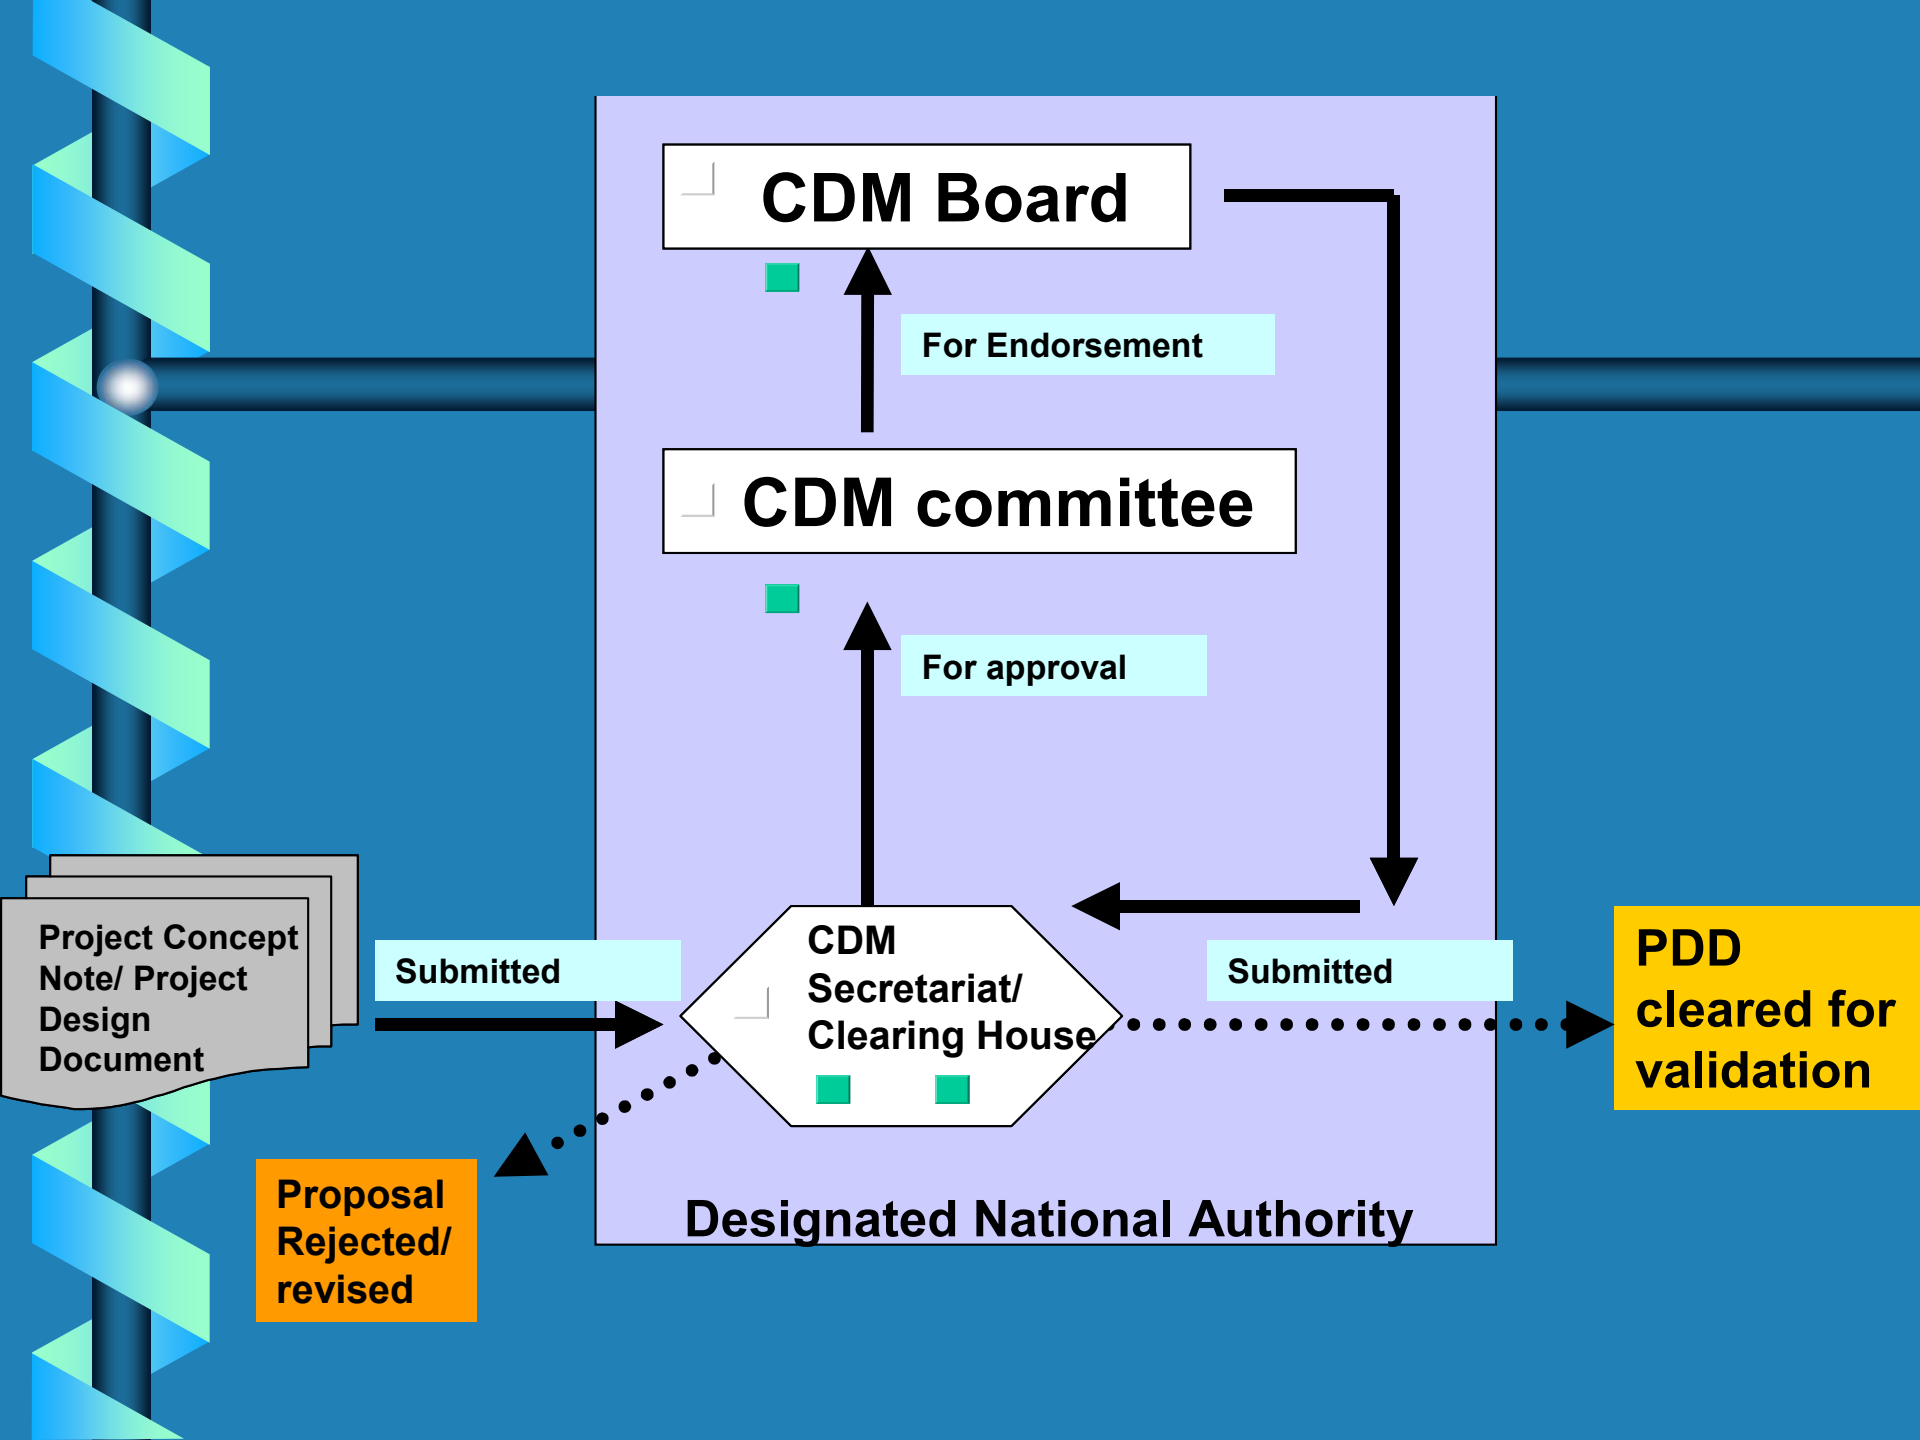 CDM Board
For Endorsement
CDM committee
For approval
Project Concept
Note/ Project
Design
Document
Submitted
CDM
Secretariat/
Clearing House
Submitted
PDD
cleared for
validation
Proposal
Rejected/
revised
Designated National Authority